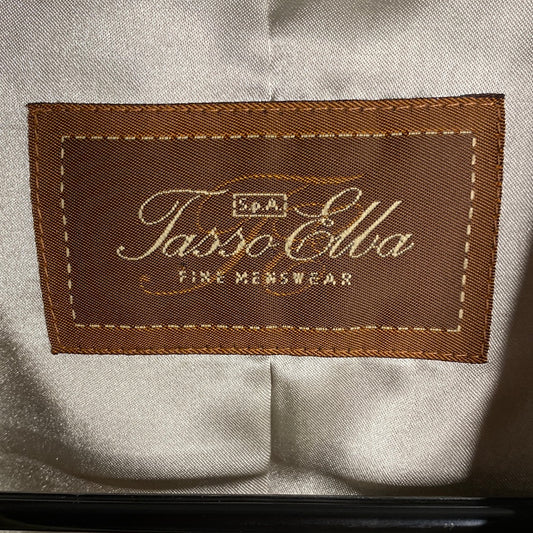 S.p.A.
Tasso Elba
FINE MENSWEAR